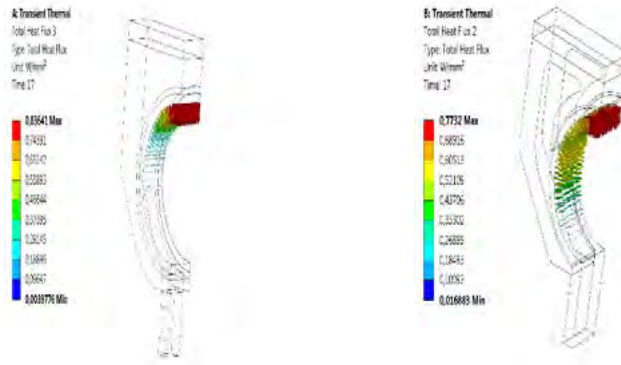 A: Transient Thermal
Total Heat Flux 3
Type: Total Heat Flux
Unit: W/mm²
Time: 17
0,83641 Max
0,74391
0,65142
0,55893
0,46644
0,37395
0,28145
0,18896
0,09647
0,0039776 Min
B: Transient Thermal
Total Heat Flux 2
Type: Total Heat Flux
Unit: W/mm²
Time: 17
0,7732 Max
0,68916
0,60513
0,52109
0,43706
0,35302
0,26899
0,18495
0,10092
0,016883 Min